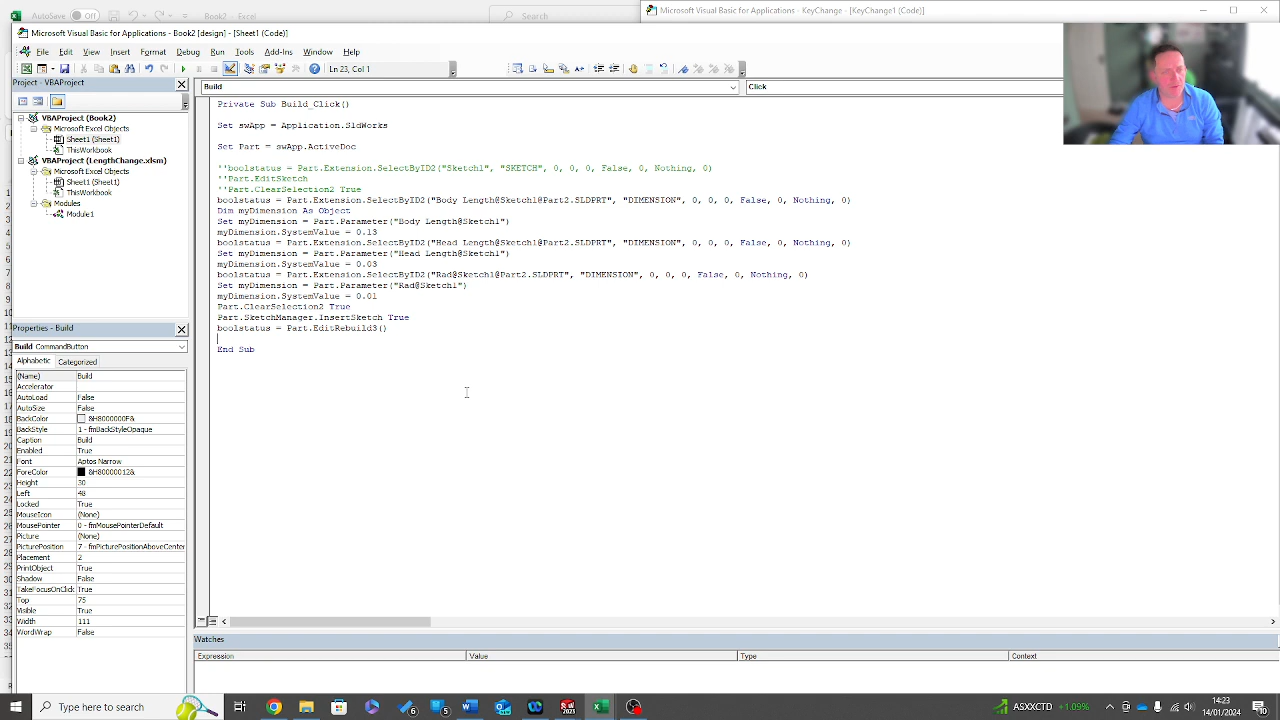 AutoSave Off Book2 - Excel Search
Microsoft Visual Basic for Applications - KeyChange - [KeyChange1 (Code)]
Microsoft Visual Basic for Applications - Book2 [design] - [Sheet1 (Code)]
File Edit View Insert Format Debug Run Tools Add-Ins Window Help
Ln 23, Col 1
Project - VBAProject
Build Click
VBAProject (Book2)
Microsoft Excel Objects
Sheet1 (Sheet1)
ThisWorkbook
VBAProject (LengthChange.xlsm)
Microsoft Excel Objects
Sheet1 (Sheet1)
ThisWorkbook
Modules
Module1
Private Sub Build_Click()
Set swApp = Application.SldWorks
Set Part = swApp.ActiveDoc
''boolstatus = Part.Extension.SelectByID2("Sketch1", "SKETCH", 0, 0, 0, False, 0, Nothing, 0)
''Part.EditSketch
''Part.ClearSelection2 True
boolstatus = Part.Extension.SelectByID2("Body Length@Sketch1@Part2.SLDPRT", "DIMENSION", 0, 0, 0, False, 0, Nothing, 0)
Dim myDimension As Object
Set myDimension = Part.Parameter("Body Length@Sketch1")
myDimension.SystemValue = 0.13
boolstatus = Part.Extension.SelectByID2("Head Length@Sketch1@Part2.SLDPRT", "DIMENSION", 0, 0, 0, False, 0, Nothing, 0)
Set myDimension = Part.Parameter("Head Length@Sketch1")
myDimension.SystemValue = 0.03
boolstatus = Part.Extension.SelectByID2("Rad@Sketch1@Part2.SLDPRT", "DIMENSION", 0, 0, 0, False, 0, Nothing, 0)
Set myDimension = Part.Parameter("Rad@Sketch1")
myDimension.SystemValue = 0.01
Part.ClearSelection2 True
Part.SketchManager.InsertSketch True
boolstatus = Part.EditRebuild3()
End Sub
Properties - Build
Build CommandButton
Alphabetic Categorized
(Name) Build
Accelerator
AutoLoad False
AutoSize False
BackColor &H8000000F&
BackStyle 1 - fmBackStyleOpaque
Caption Build
Enabled True
Font Aptos Narrow
ForeColor &H80000012&
Height 30
Left 48
Locked True
MouseIcon (None)
MousePointer 0 - fmMousePointerDefault
Picture (None)
PicturePosition 7 - fmPicturePositionAboveCenter
Placement 2
PrintObject True
Shadow False
TakeFocusOnClick True
Top 75
Visible True
Width 111
WordWrap False
Watches
Expression Value Type Context
Type here to search
ASXXCTD +1.09%
14:23
14/01/2024